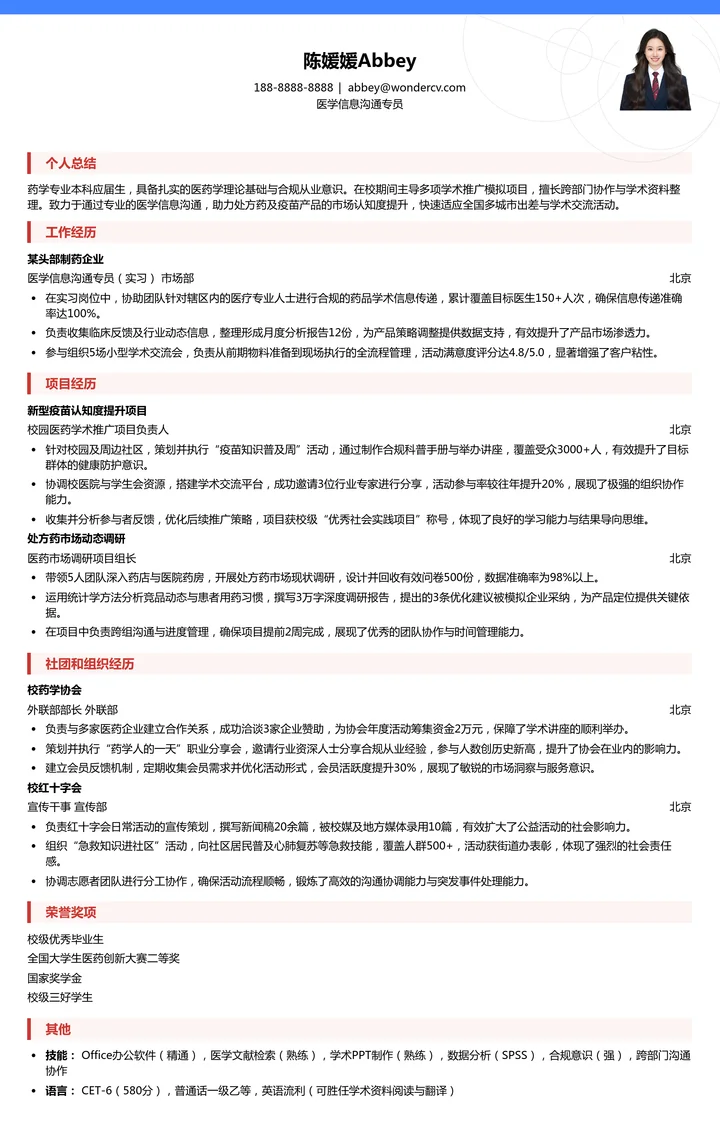 陈媛媛Abbey
188-8888-8888 | abbey@wondercv.com
医学信息沟通专员
个人总结
药学专业本科应届生，具备扎实的医药学理论基础与合规从业意识。在校期间主导多项学术推广模拟项目，擅长跨部门协作与学术资料整
理。致力于通过专业的医学信息沟通，助力处方药及疫苗产品的市场认知度提升，快速适应全国多城市出差与学术交流活动。
工作经历
某头部制药企业
医学信息沟通专员（实习） 市场部 北京
• 在实习岗位中，协助团队针对辖区内的医疗专业人士进行合规的药品学术信息传递，累计覆盖目标医生150+人次，确保信息传递准确
率达100%。
• 负责收集临床反馈及行业动态信息，整理形成月度分析报告12份，为产品策略调整提供数据支持，有效提升了产品市场渗透力。
• 参与组织5场小型学术交流会，负责从前期物料准备到现场执行的全流程管理，活动满意度评分达4.8/5.0，显著增强了客户粘性。
项目经历
新型疫苗认知度提升项目
校园医药学术推广项目负责人 北京
• 针对校园及周边社区，策划并执行“疫苗知识普及周”活动，通过制作合规科普手册与举办讲座，覆盖受众3000+人，有效提升了目标
群体的健康防护意识。
• 协调校医院与学生会资源，搭建学术交流平台，成功邀请3位行业专家进行分享，活动参与率较往年提升20%，展现了极强的组织协作
能力。
• 收集并分析参与者反馈，优化后续推广策略，项目获校级“优秀社会实践项目”称号，体现了良好的学习能力与结果导向思维。
处方药市场动态调研
医药市场调研项目组长 北京
• 带领5人团队深入药店与医院药房，开展处方药市场现状调研，设计并回收有效问卷500份，数据准确率为98%以上。
• 运用统计学方法分析竞品动态与患者用药习惯，撰写3万字深度调研报告，提出的3条优化建议被模拟企业采纳，为产品定位提供关键依
据。
• 在项目中负责跨组沟通与进度管理，确保项目提前2周完成，展现了优秀的团队协作与时间管理能力。
社团和组织经历
校药学协会
外联部部长 外联部 北京
• 负责与多家医药企业建立合作关系，成功洽谈3家企业赞助，为协会年度活动筹集资金2万元，保障了学术讲座的顺利举办。
• 策划并执行“药学人的一天”职业分享会，邀请行业资深人士分享合规从业经验，参与人数创历史新高，提升了协会在业内的影响力。
• 建立会员反馈机制，定期收集会员需求并优化活动形式，会员活跃度提升30%，展现了敏锐的市场洞察与服务意识。
校红十字会
宣传干事 宣传部 北京
• 负责红十字会日常活动的宣传策划，撰写新闻稿20余篇，被校媒及地方媒体录用10篇，有效扩大了公益活动的社会影响力。
• 组织“急救知识进社区”活动，向社区居民普及心肺复苏等急救技能，覆盖人群500+，活动获街道办表彰，体现了强烈的社会责任
感。
• 协调志愿者团队进行分工协作，确保活动流程顺畅，锻炼了高效的沟通协调能力与突发事件处理能力。
荣誉奖项
校级优秀毕业生
全国大学生医药创新大赛二等奖
国家奖学金
校级三好学生
其他
• 技能： Office办公软件（精通），医学文献检索（熟练），学术PPT制作（熟练），数据分析（SPSS），合规意识（强），跨部门沟通
协作
• 语言： CET-6（580分），普通话一级乙等，英语流利（可胜任学术资料阅读与翻译）